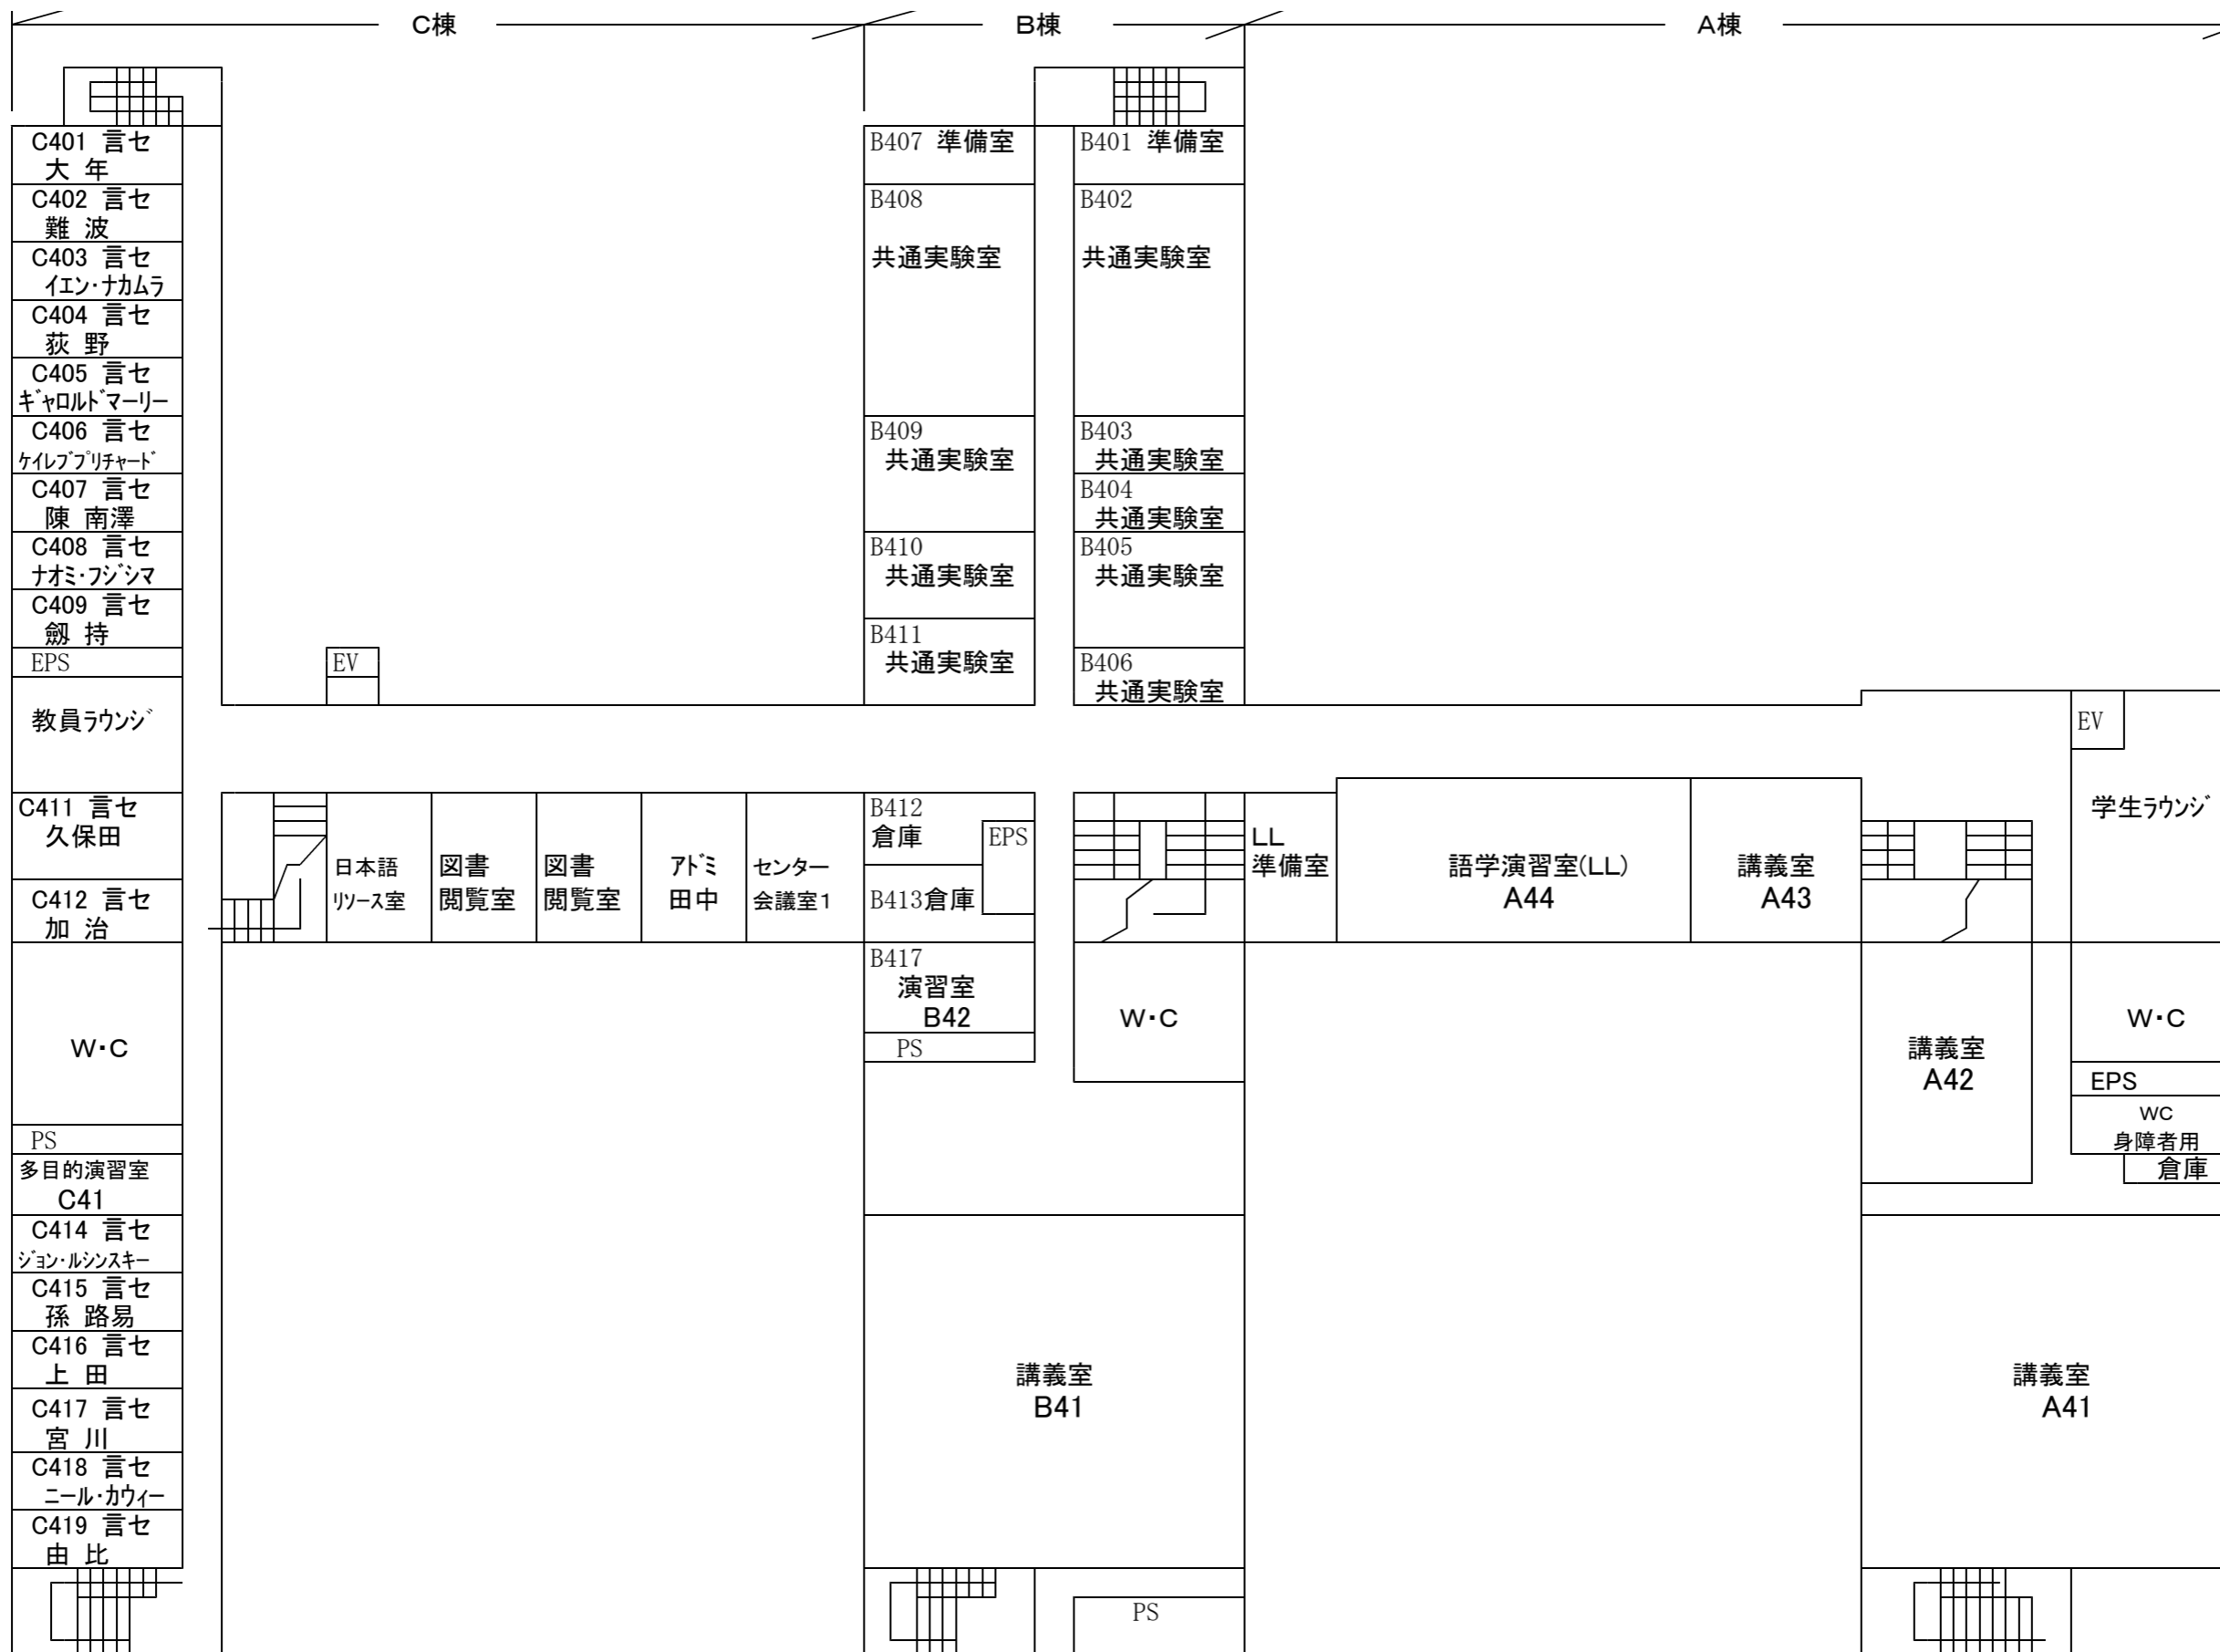 C棟
B棟
A棟
C401 言セ
大 年
C402 言セ
難 波
C403 言セ
イエン・ナカムラ
C404 言セ
荻 野
C405 言セ
ギャロルドマーリー
C406 言セ
ケイレブプリチャード
C407 言セ
陳 南澤
C408 言セ
ナオミ・フジシマ
C409 言セ
劔 持
EPS
教員ラウンジ
C411 言セ
久保田
C412 言セ
加 治
W・C
PS
多目的演習室
C41
C414 言セ
ジョン・ルシンスキー
C415 言セ
孫 路易
C416 言セ
上 田
C417 言セ
宮 川
C418 言セ
ニール・カウィー
C419 言セ
由 比
EV
日本語
リソース室
図書
閲覧室
図書
閲覧室
アドミ
田中
センター
会議室1
B407 準備室
B408
共通実験室
B409
共通実験室
B410
共通実験室
B411
共通実験室
B401 準備室
B402
共通実験室
B403
共通実験室
B404
共通実験室
B405
共通実験室
B406
共通実験室
B412
倉庫
EPS
B413倉庫
B417
演習室
B42
PS
W・C
講義室
B41
PS
LL
準備室
語学演習室(LL)
A44
講義室
A43
EV
学生ラウンジ
講義室
A42
W・C
EPS
WC
身障者用
倉庫
講義室
A41